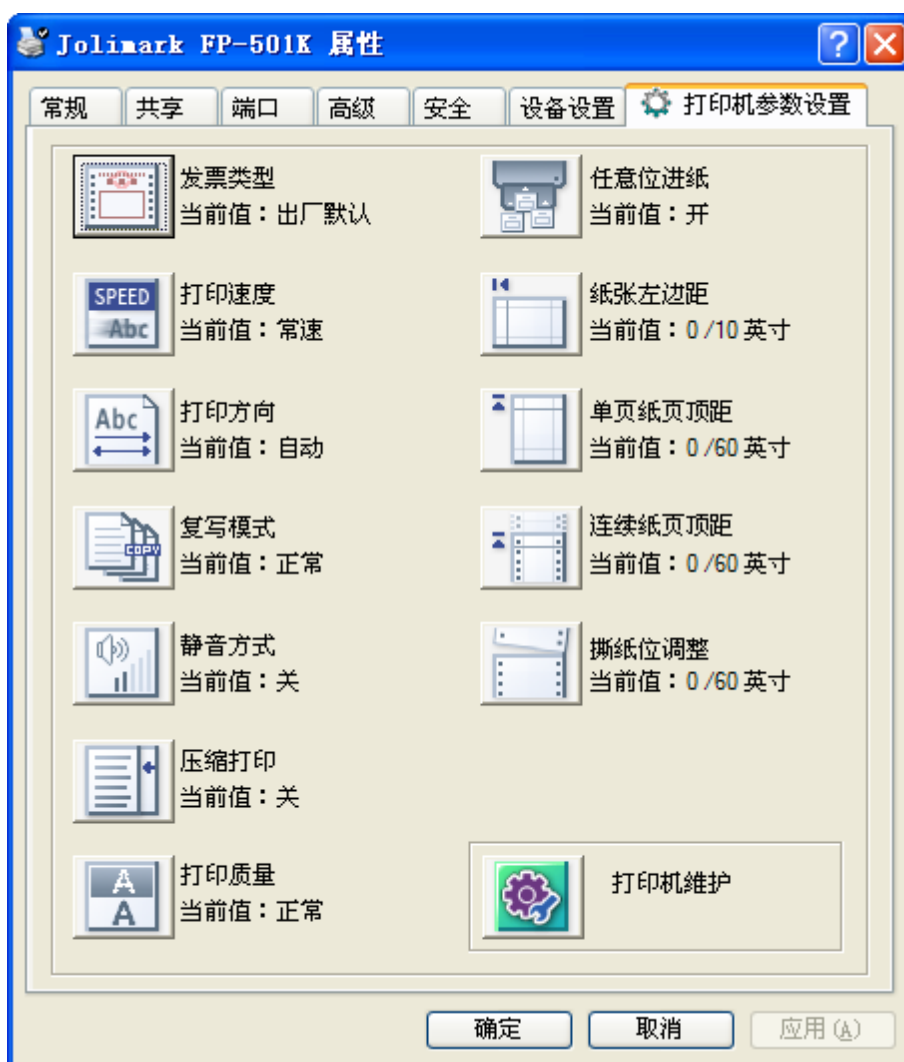 Jolimark FP-501K 属性
常规 共享 端口 高级 安全 设备设置 打印机参数设置
发票类型
当前值：出厂默认
SPEED
Abc
打印速度
当前值：常速
Abc
打印方向
当前值：自动
COPY
复写模式
当前值：正常
静音方式
当前值：关
压缩打印
当前值：关
A
A
打印质量
当前值：正常
任意位进纸
当前值：开
纸张左边距
当前值：0 /10 英寸
单页纸页顶距
当前值：0 /60 英寸
连续纸页顶距
当前值：0 /60 英寸
撕纸位调整
当前值：0 /60 英寸
打印机维护
确定 取消 应用(A)